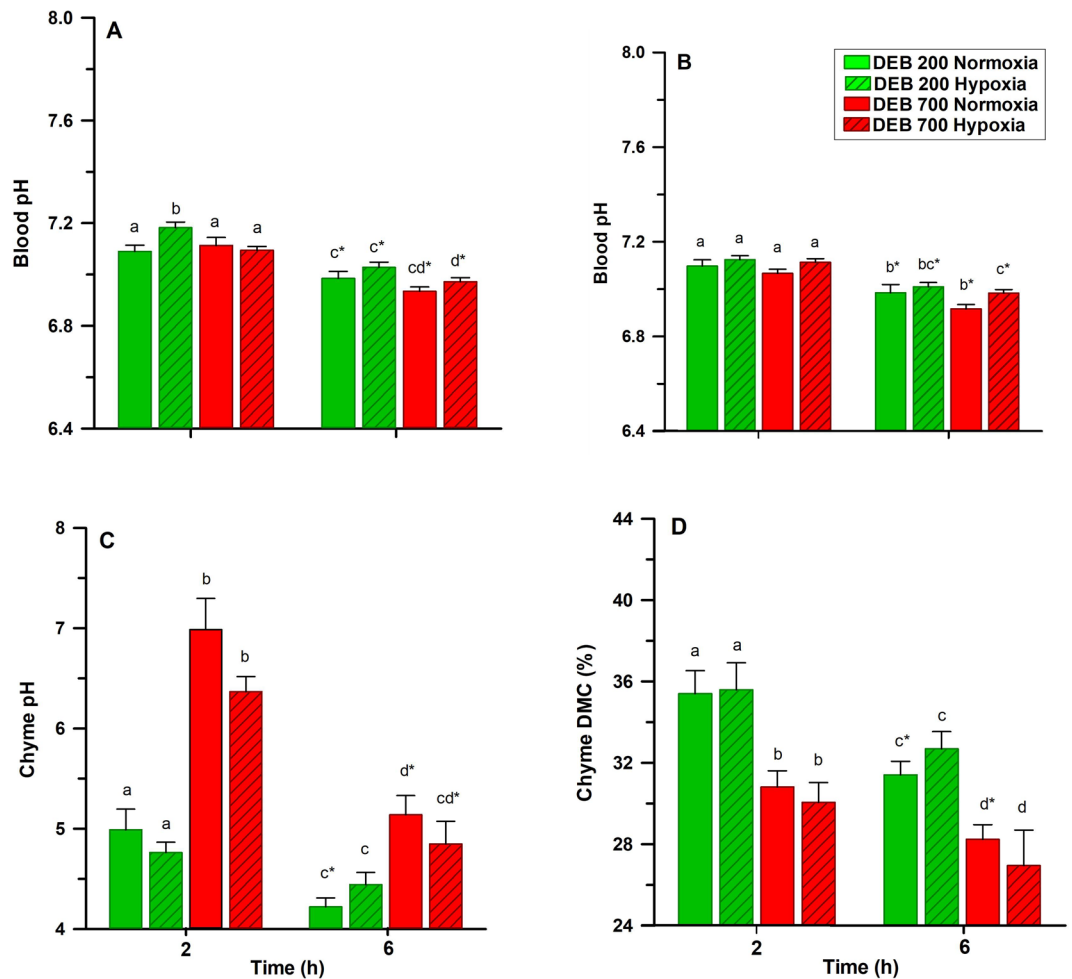 A
8.0
7.6
7.2
6.8
6.4
Blood pH
a b a a
c* c* cd* d*
B
8.0
7.6
7.2
6.8
6.4
Blood pH
DEB 200 Normoxia
DEB 200 Hypoxia
DEB 700 Normoxia
DEB 700 Hypoxia
a a a a
b* bc* b* c*
C
8
7
6
5
4
Chyme pH
a a b b
c* c d* cd*
2 6
Time (h)
D
44
40
36
32
28
24
Chyme DMC (%)
a a b b
c* c d* d
2 6
Time (h)